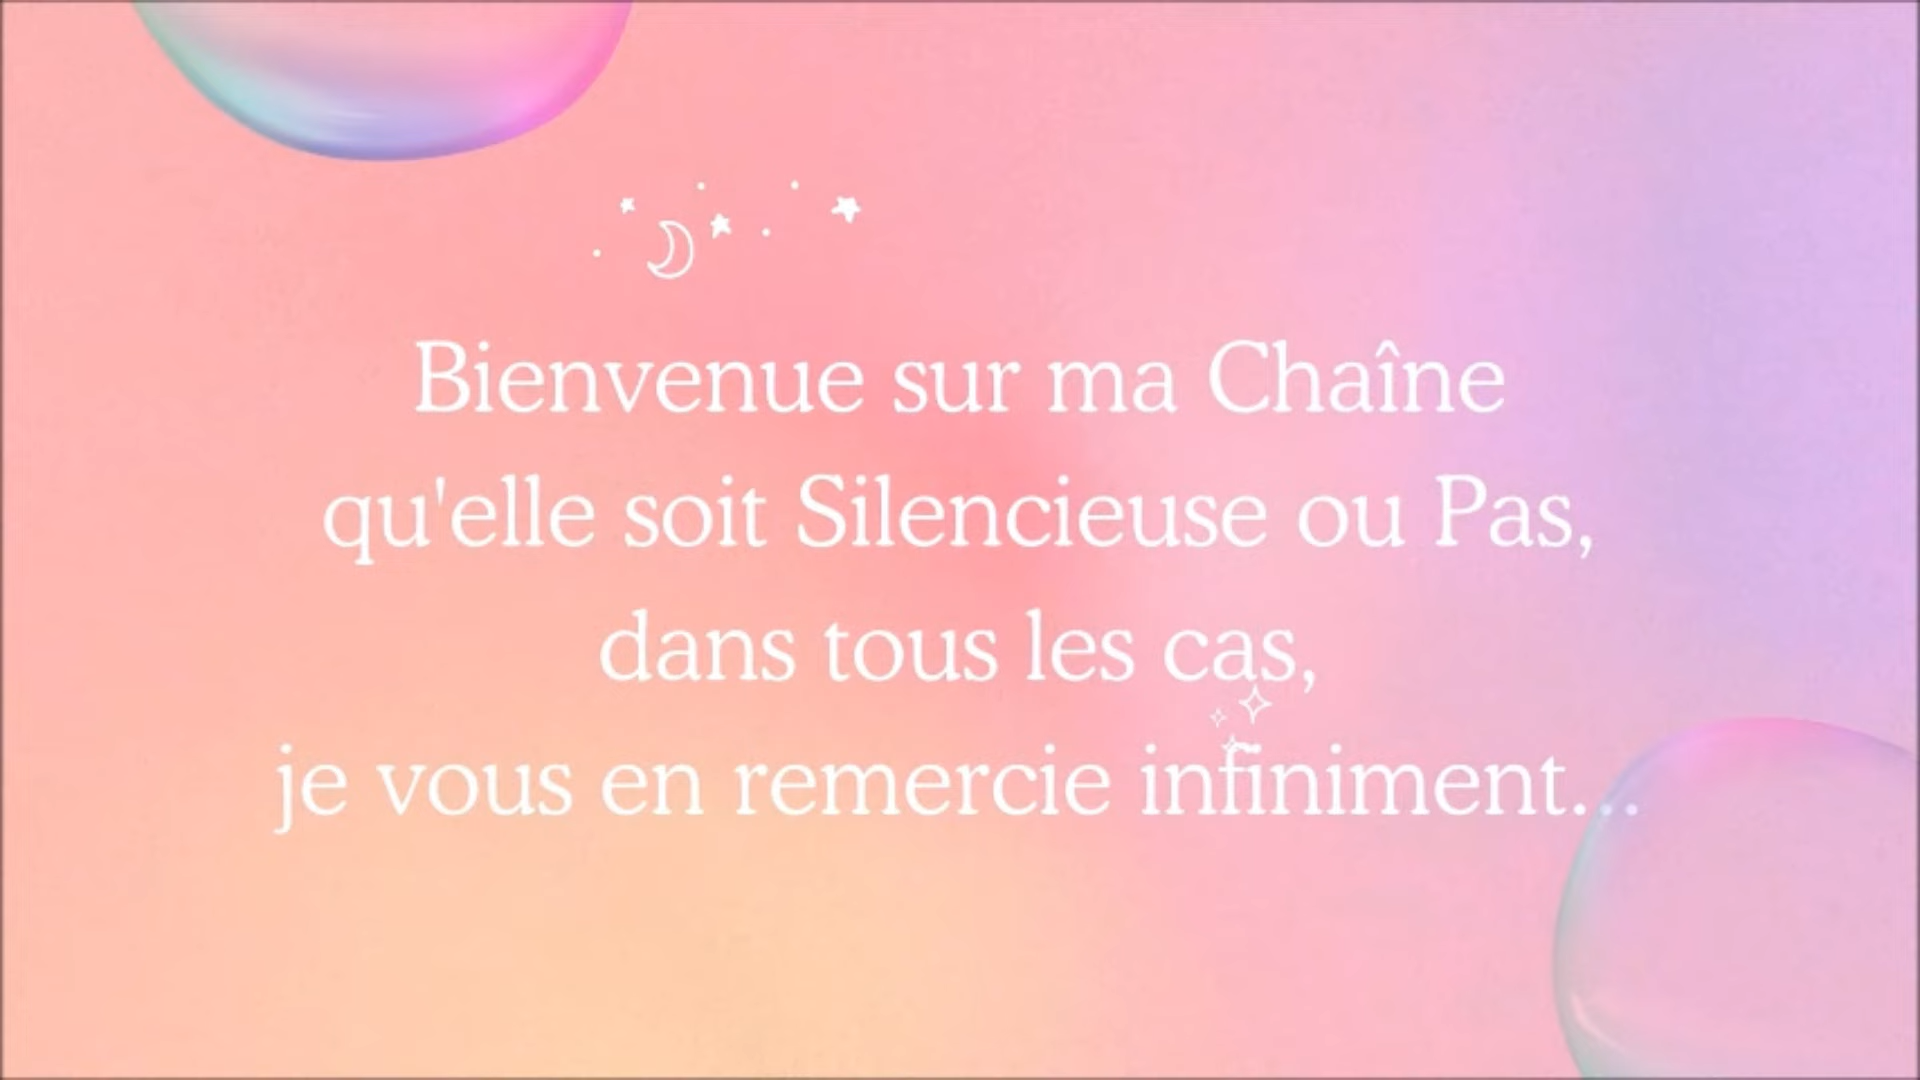 Bienvenue sur ma Chaîne
qu'elle soit Silencieuse ou Pas,
dans tous les cas,
je vous en remercie infiniment...